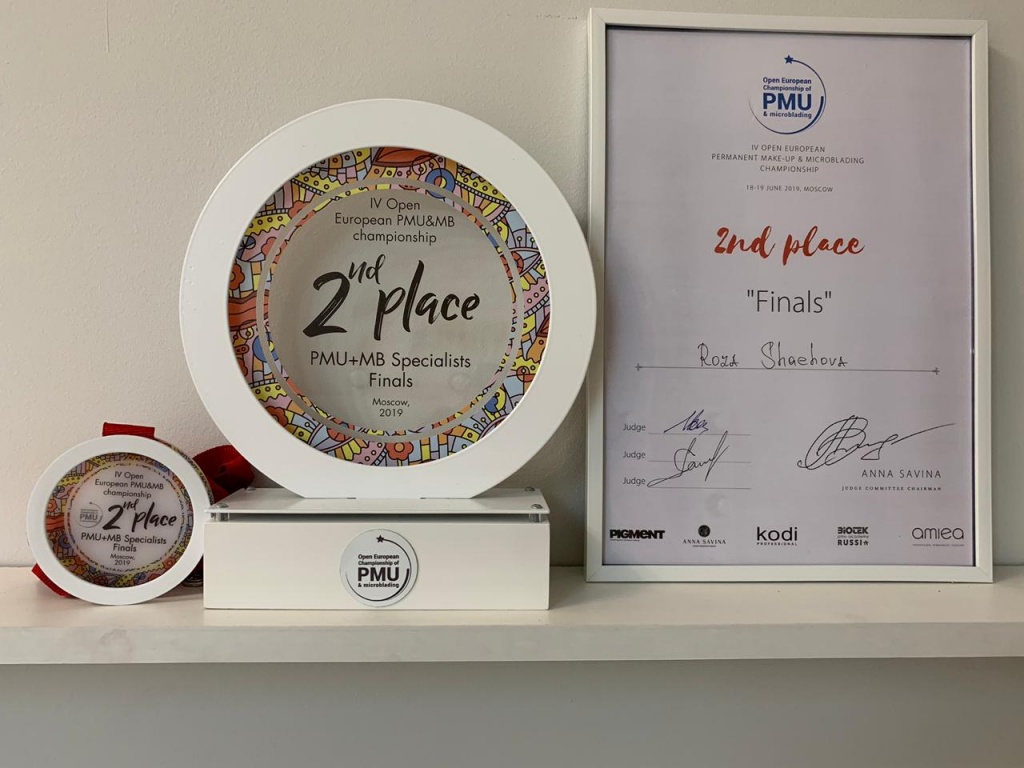 IV Open
European PMU&MB
championship
PMU
2nd place
PMU+MB Specialists
Finals
Moscow,
2019
IV Open
European PMU&MB
championship
2nd place
PMU+MB Specialists
Finals
Moscow,
2019
Open European
Championship of
PMU
& microblading
Open European
Championship of
PMU
& microblading
IV OPEN EUROPEAN
PERMANENT MAKE-UP & MICROBLADING
CHAMPIONSHIP
18-19 JUNE 2019, MOSCOW
2nd place
"Finals"
Roza Shaehova
Judge
Judge
Judge
ANNA SAVINA
JUDGE COMMITTEE CHAIRMAN
PIGMENT
ANNA SAVINA
kodi
PROFESSIONAL
BIOTEK
RUSSI★
amiea